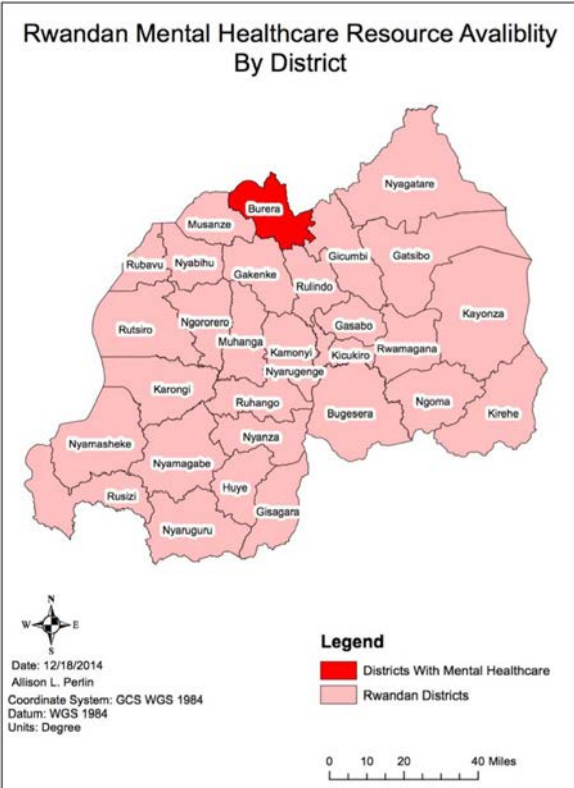 Rwandan Mental Healthcare Resource Avaliblity
By District
Nyagatare
Burera
Musanze
Gicumbi
Gatsibo
Rubavu
Nyabihu
Gakenke
Rulindo
Kayonza
Rutsiro
Ngororero
Gasabo
Muhanga
Kamonyi
Kicukiro
Rwamagana
Nyarugenge
Karongi
Ruhango
Bugesera
Ngoma
Kirehe
Nyamasheke
Nyanza
Nyamagabe
Huye
Rusizi
Gisagara
Nyaruguru
N
W
E
S
Date: 12/18/2014
Allison L. Perlin
Coordinate System: GCS WGS 1984
Datum: WGS 1984
Units: Degree
Legend
Districts With Mental Healthcare
Rwandan Districts
0 10 20 40 Miles